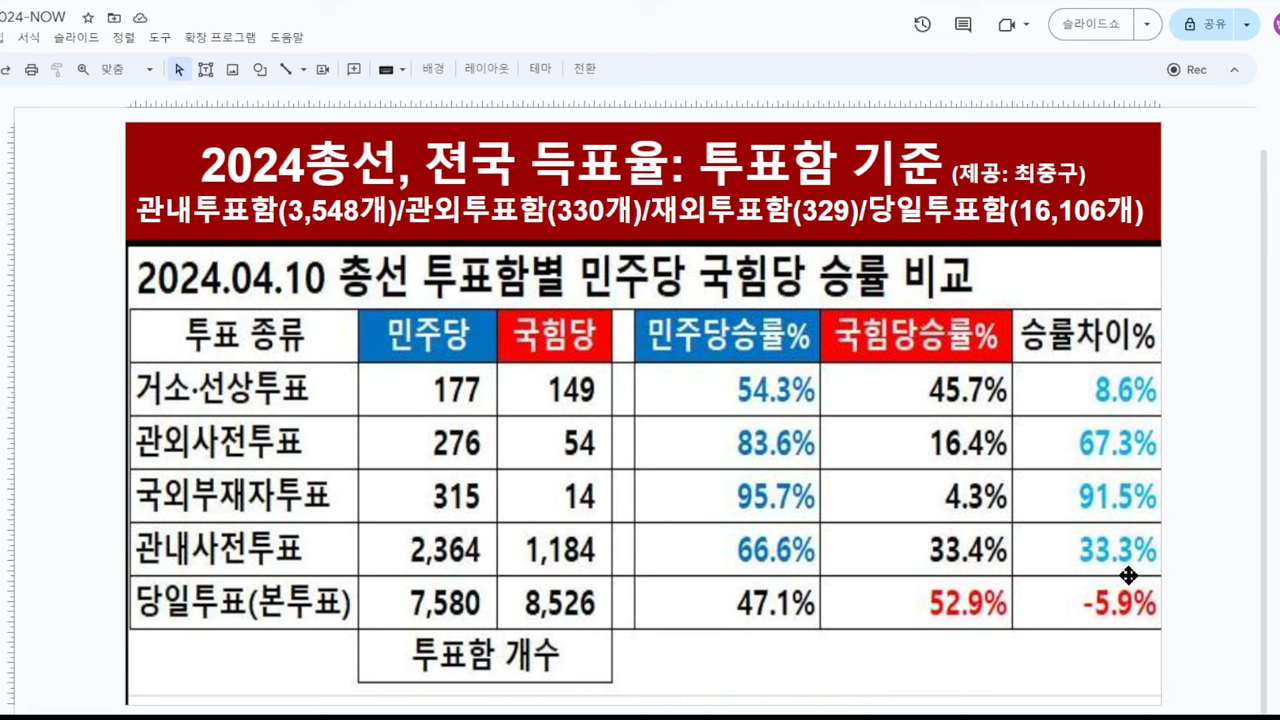 024-NOW
서식 슬라이드 정렬 도구 확장 프로그램 도움말
슬라이드쇼
공유
맞춤
배경 레이아웃 테마 전환
Rec
2024총선, 젼국 득표율: 투표함 기준 (제공: 최중구)
관내투표함(3,548개)/관외투표함(330개)/재외투표함(329)/당일투표함(16,106개)
2024.04.10 총선 투표함별 민주당 국힘당 승률 비교
투표 종류 민주당 국힘당 민주당승률% 국힘당승률% 승률차이%
거소·선상투표 177 149 54.3% 45.7% 8.6%
관외사전투표 276 54 83.6% 16.4% 67.3%
국외부재자투표 315 14 95.7% 4.3% 91.5%
관내사전투표 2,364 1,184 66.6% 33.4% 33.3%
당일투표(본투표) 7,580 8,526 47.1% 52.9% -5.9%
투표함 개수